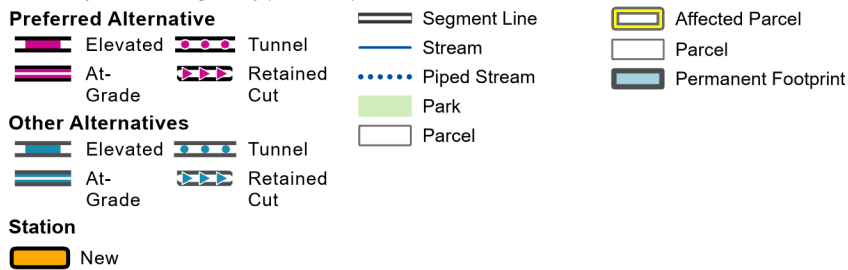 Preferred Alternative
Elevated
Tunnel
At-
Grade
Retained
Cut
Other Alternatives
Elevated
Tunnel
At-
Grade
Retained
Cut
Station
New
Segment Line
Stream
Piped Stream
Park
Parcel
Affected Parcel
Parcel
Permanent Footprint